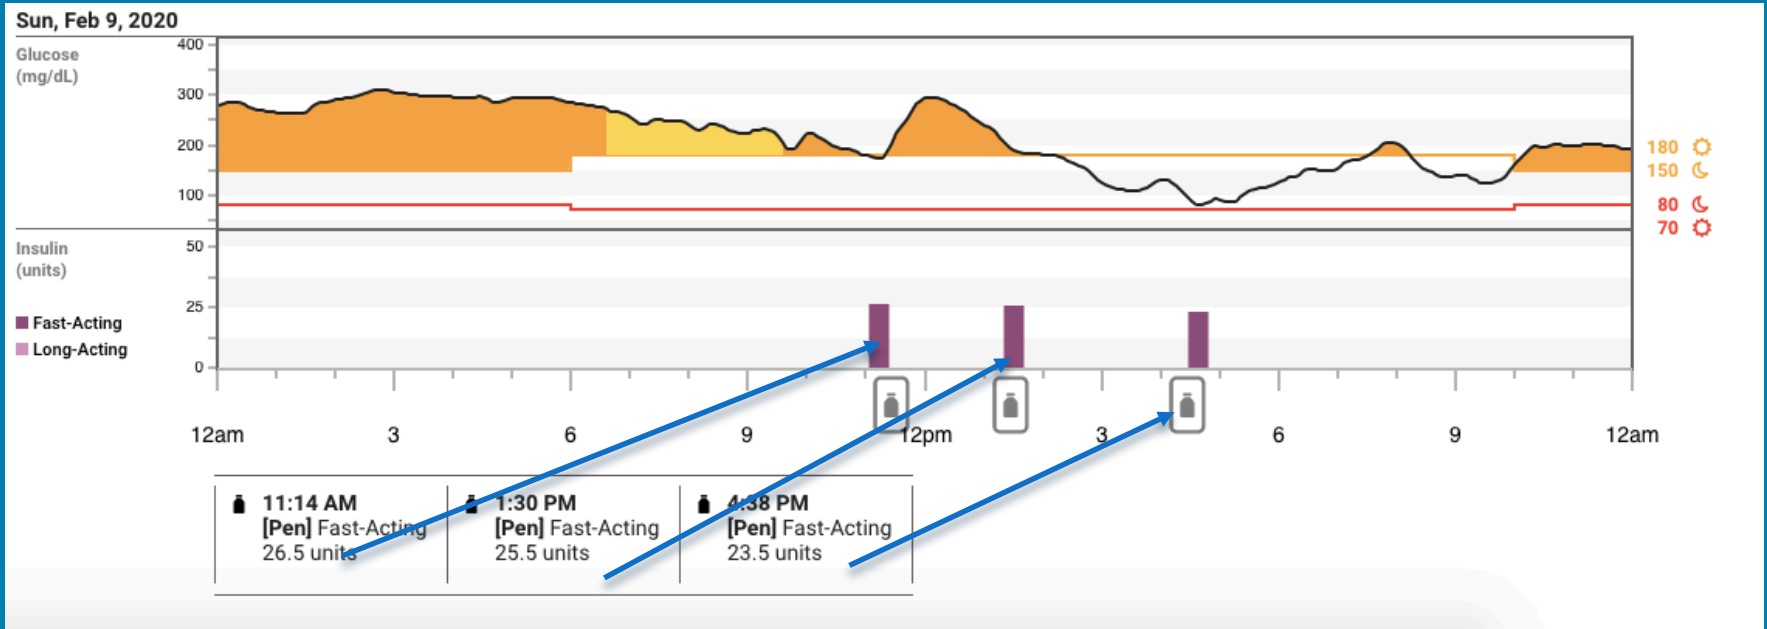 Sun, Feb 9, 2020
Glucose
(mg/dL)
400
300
200
100
180
150
80
70
Insulin
(units)
50
25
0
Fast-Acting
Long-Acting
12am 3 6 9 12pm 3 6 9 12am
11:14 AM
[Pen] Fast-Acting
26.5 units
1:30 PM
[Pen] Fast-Acting
25.5 units
4:38 PM
[Pen] Fast-Acting
23.5 units